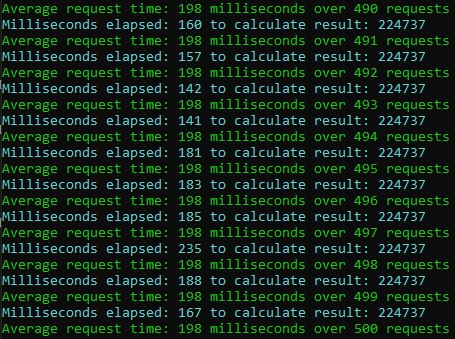 Average request time: 198 milliseconds over 490 requests
Milliseconds elapsed: 160 to calculate result: 224737
Average request time: 198 milliseconds over 491 requests
Milliseconds elapsed: 157 to calculate result: 224737
Average request time: 198 milliseconds over 492 requests
Milliseconds elapsed: 142 to calculate result: 224737
Average request time: 198 milliseconds over 493 requests
Milliseconds elapsed: 141 to calculate result: 224737
Average request time: 198 milliseconds over 494 requests
Milliseconds elapsed: 181 to calculate result: 224737
Average request time: 198 milliseconds over 495 requests
Milliseconds elapsed: 183 to calculate result: 224737
Average request time: 198 milliseconds over 496 requests
Milliseconds elapsed: 185 to calculate result: 224737
Average request time: 198 milliseconds over 497 requests
Milliseconds elapsed: 235 to calculate result: 224737
Average request time: 198 milliseconds over 498 requests
Milliseconds elapsed: 188 to calculate result: 224737
Average request time: 198 milliseconds over 499 requests
Milliseconds elapsed: 167 to calculate result: 224737
Average request time: 198 milliseconds over 500 requests